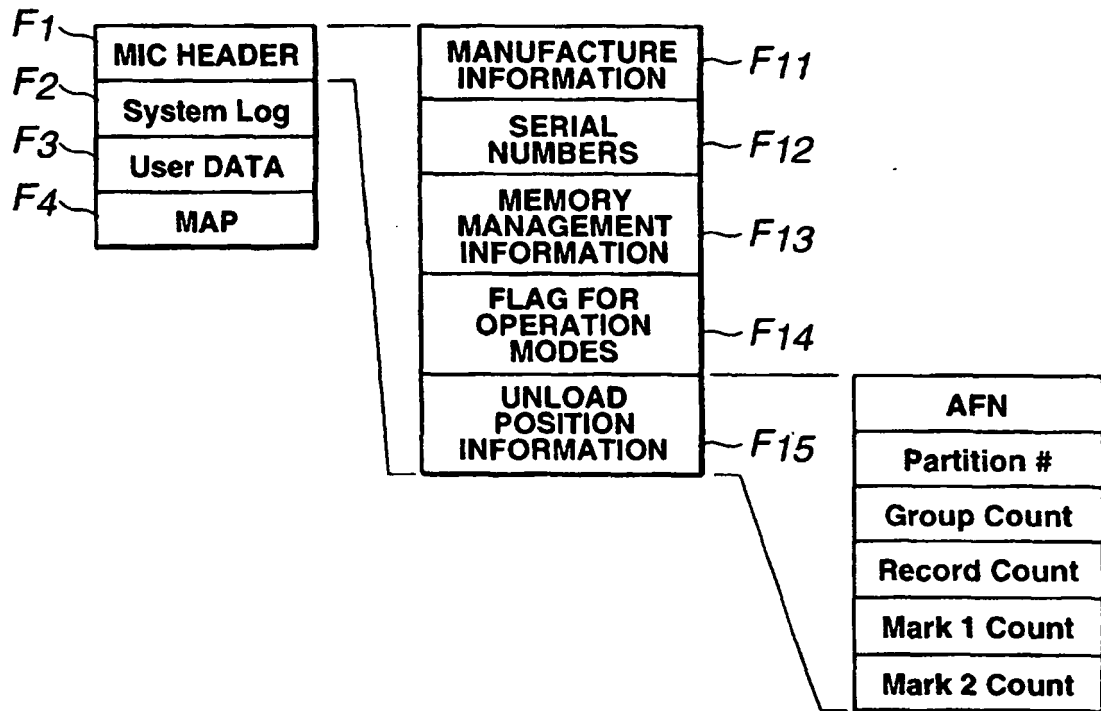 F1
MIC HEADER
F2
System Log
F3
User DATA
F4
MAP
MANUFACTURE
INFORMATION
F11
SERIAL
NUMBERS
F12
MEMORY
MANAGEMENT
INFORMATION
F13
FLAG FOR
OPERATION
MODES
F14
UNLOAD
POSITION
INFORMATION
F15
AFN
Partition #
Group Count
Record Count
Mark 1 Count
Mark 2 Count